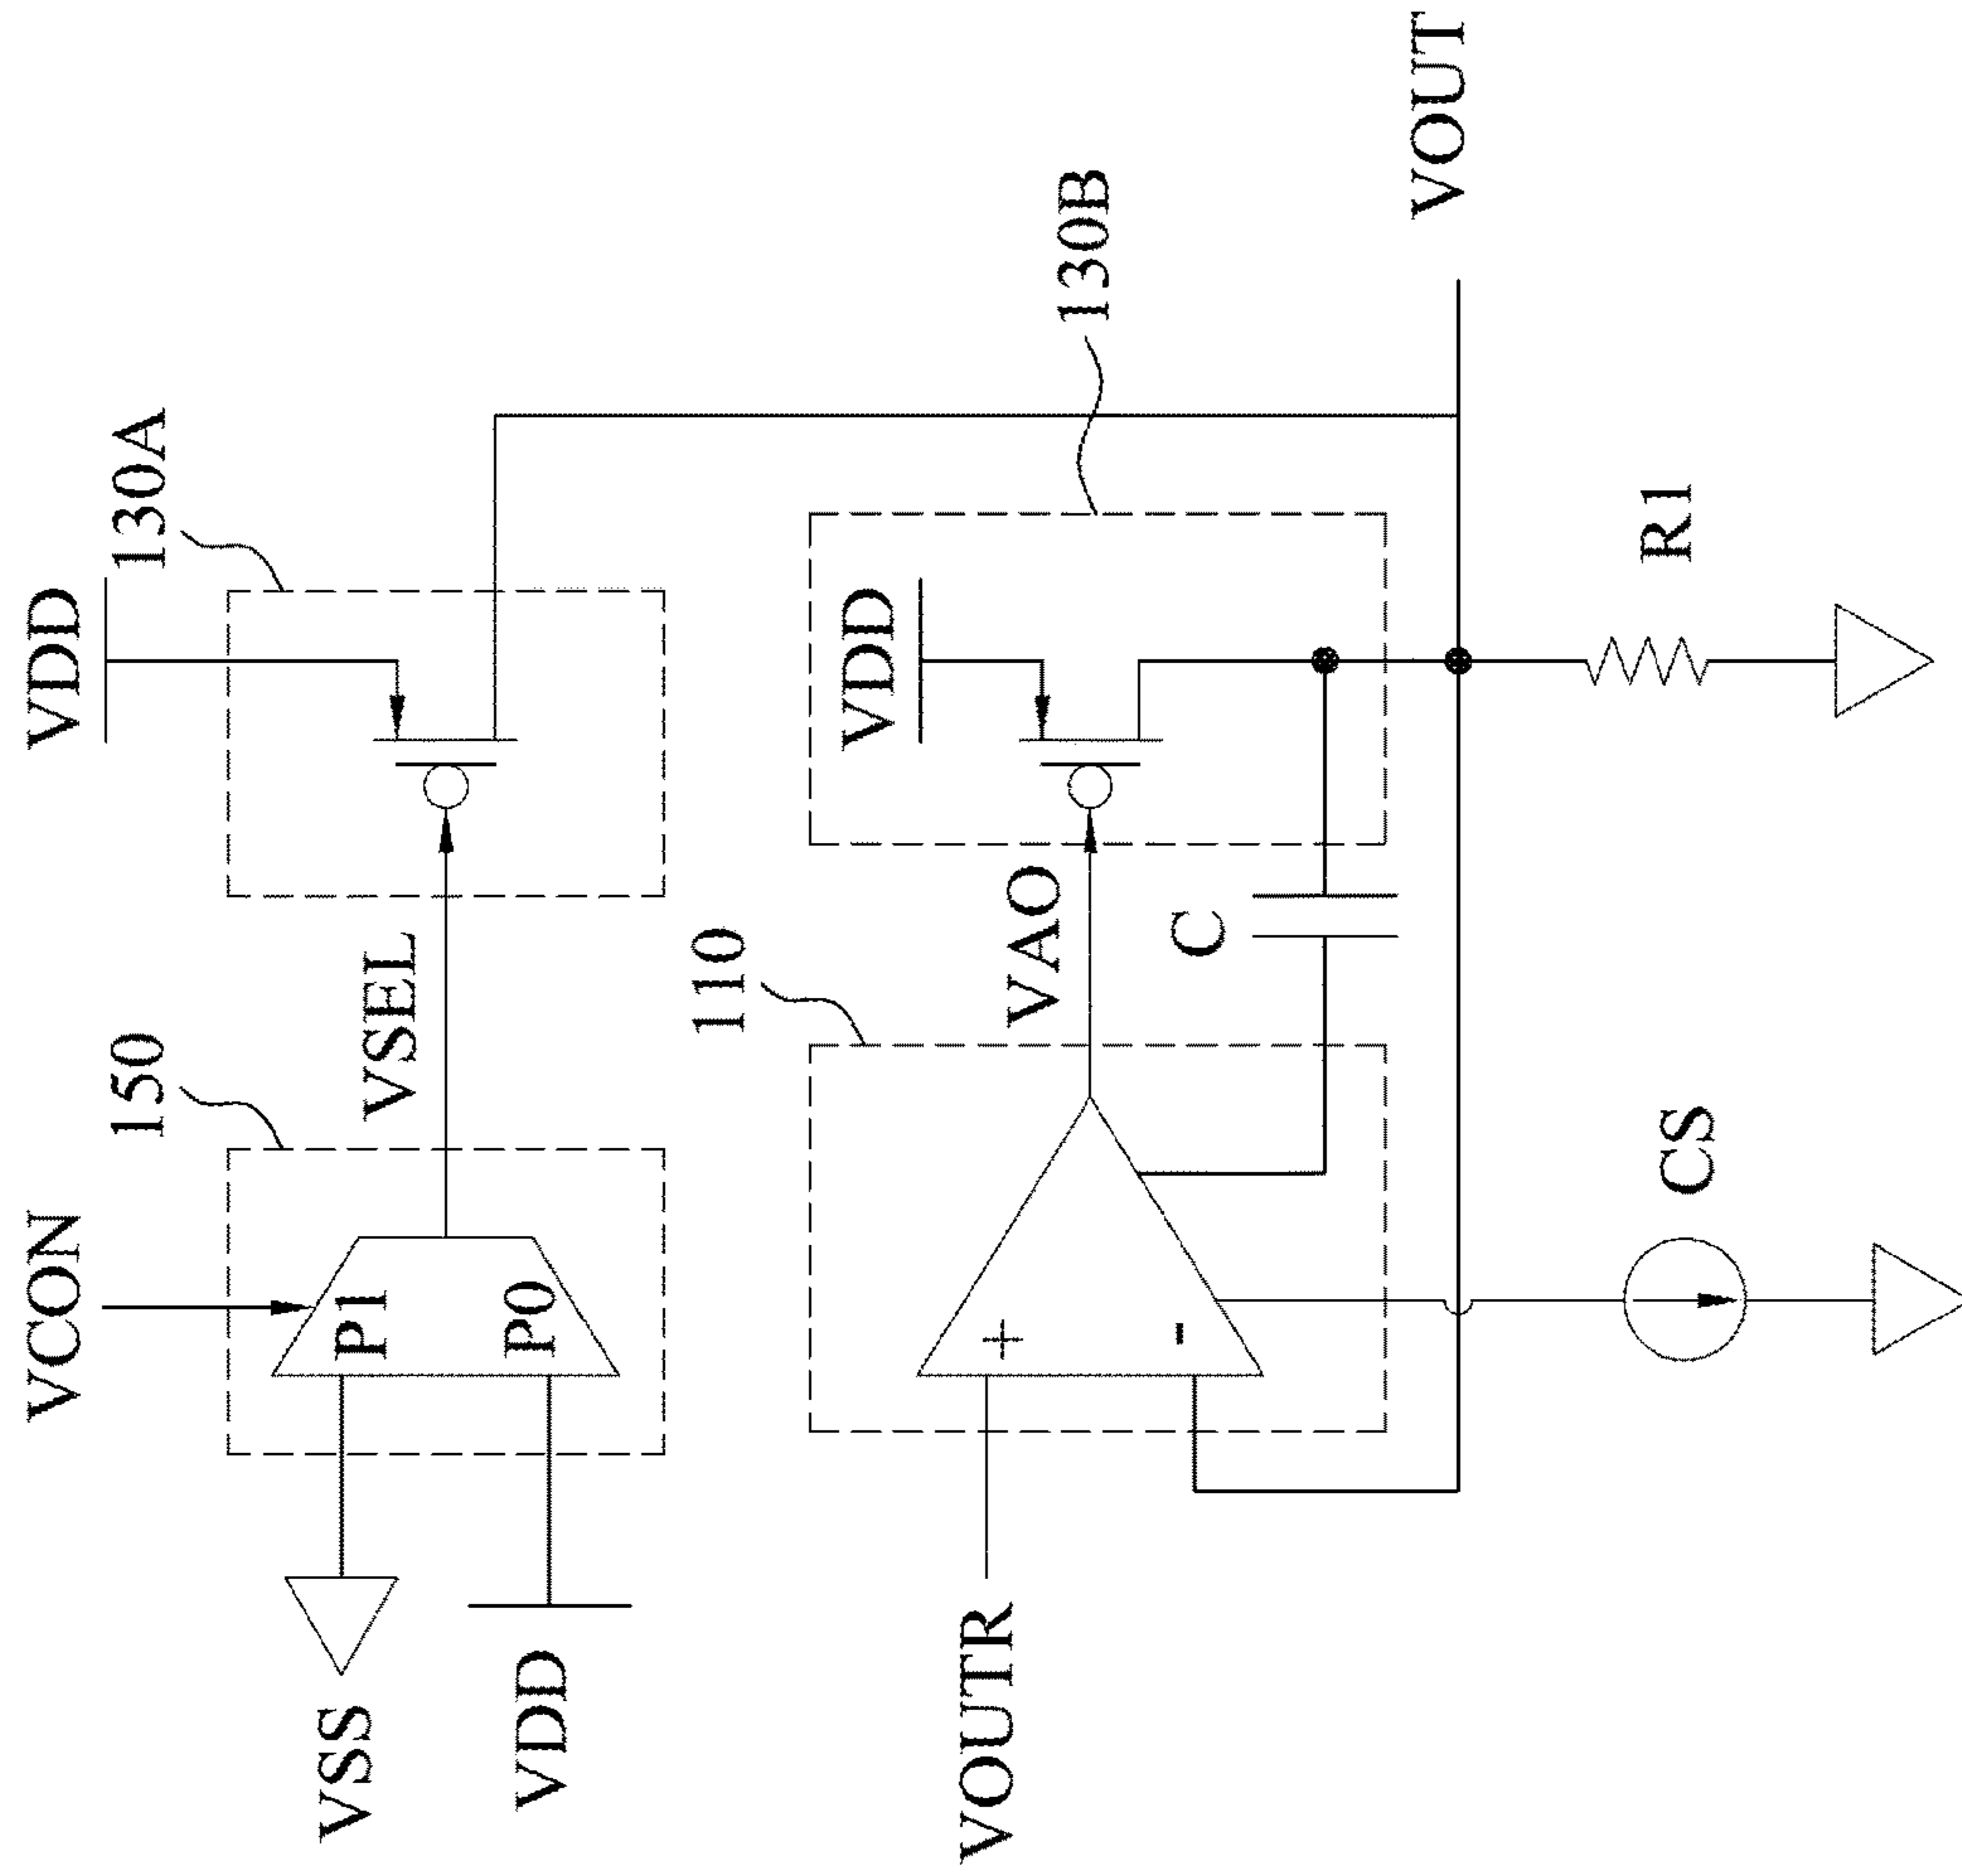 VDD
130A
VCON
150
VSEL
P1
P0
VSS
VDD
VOUT
130B
VDD
110
VAO
C
+
-
VOUTR
R1
CS